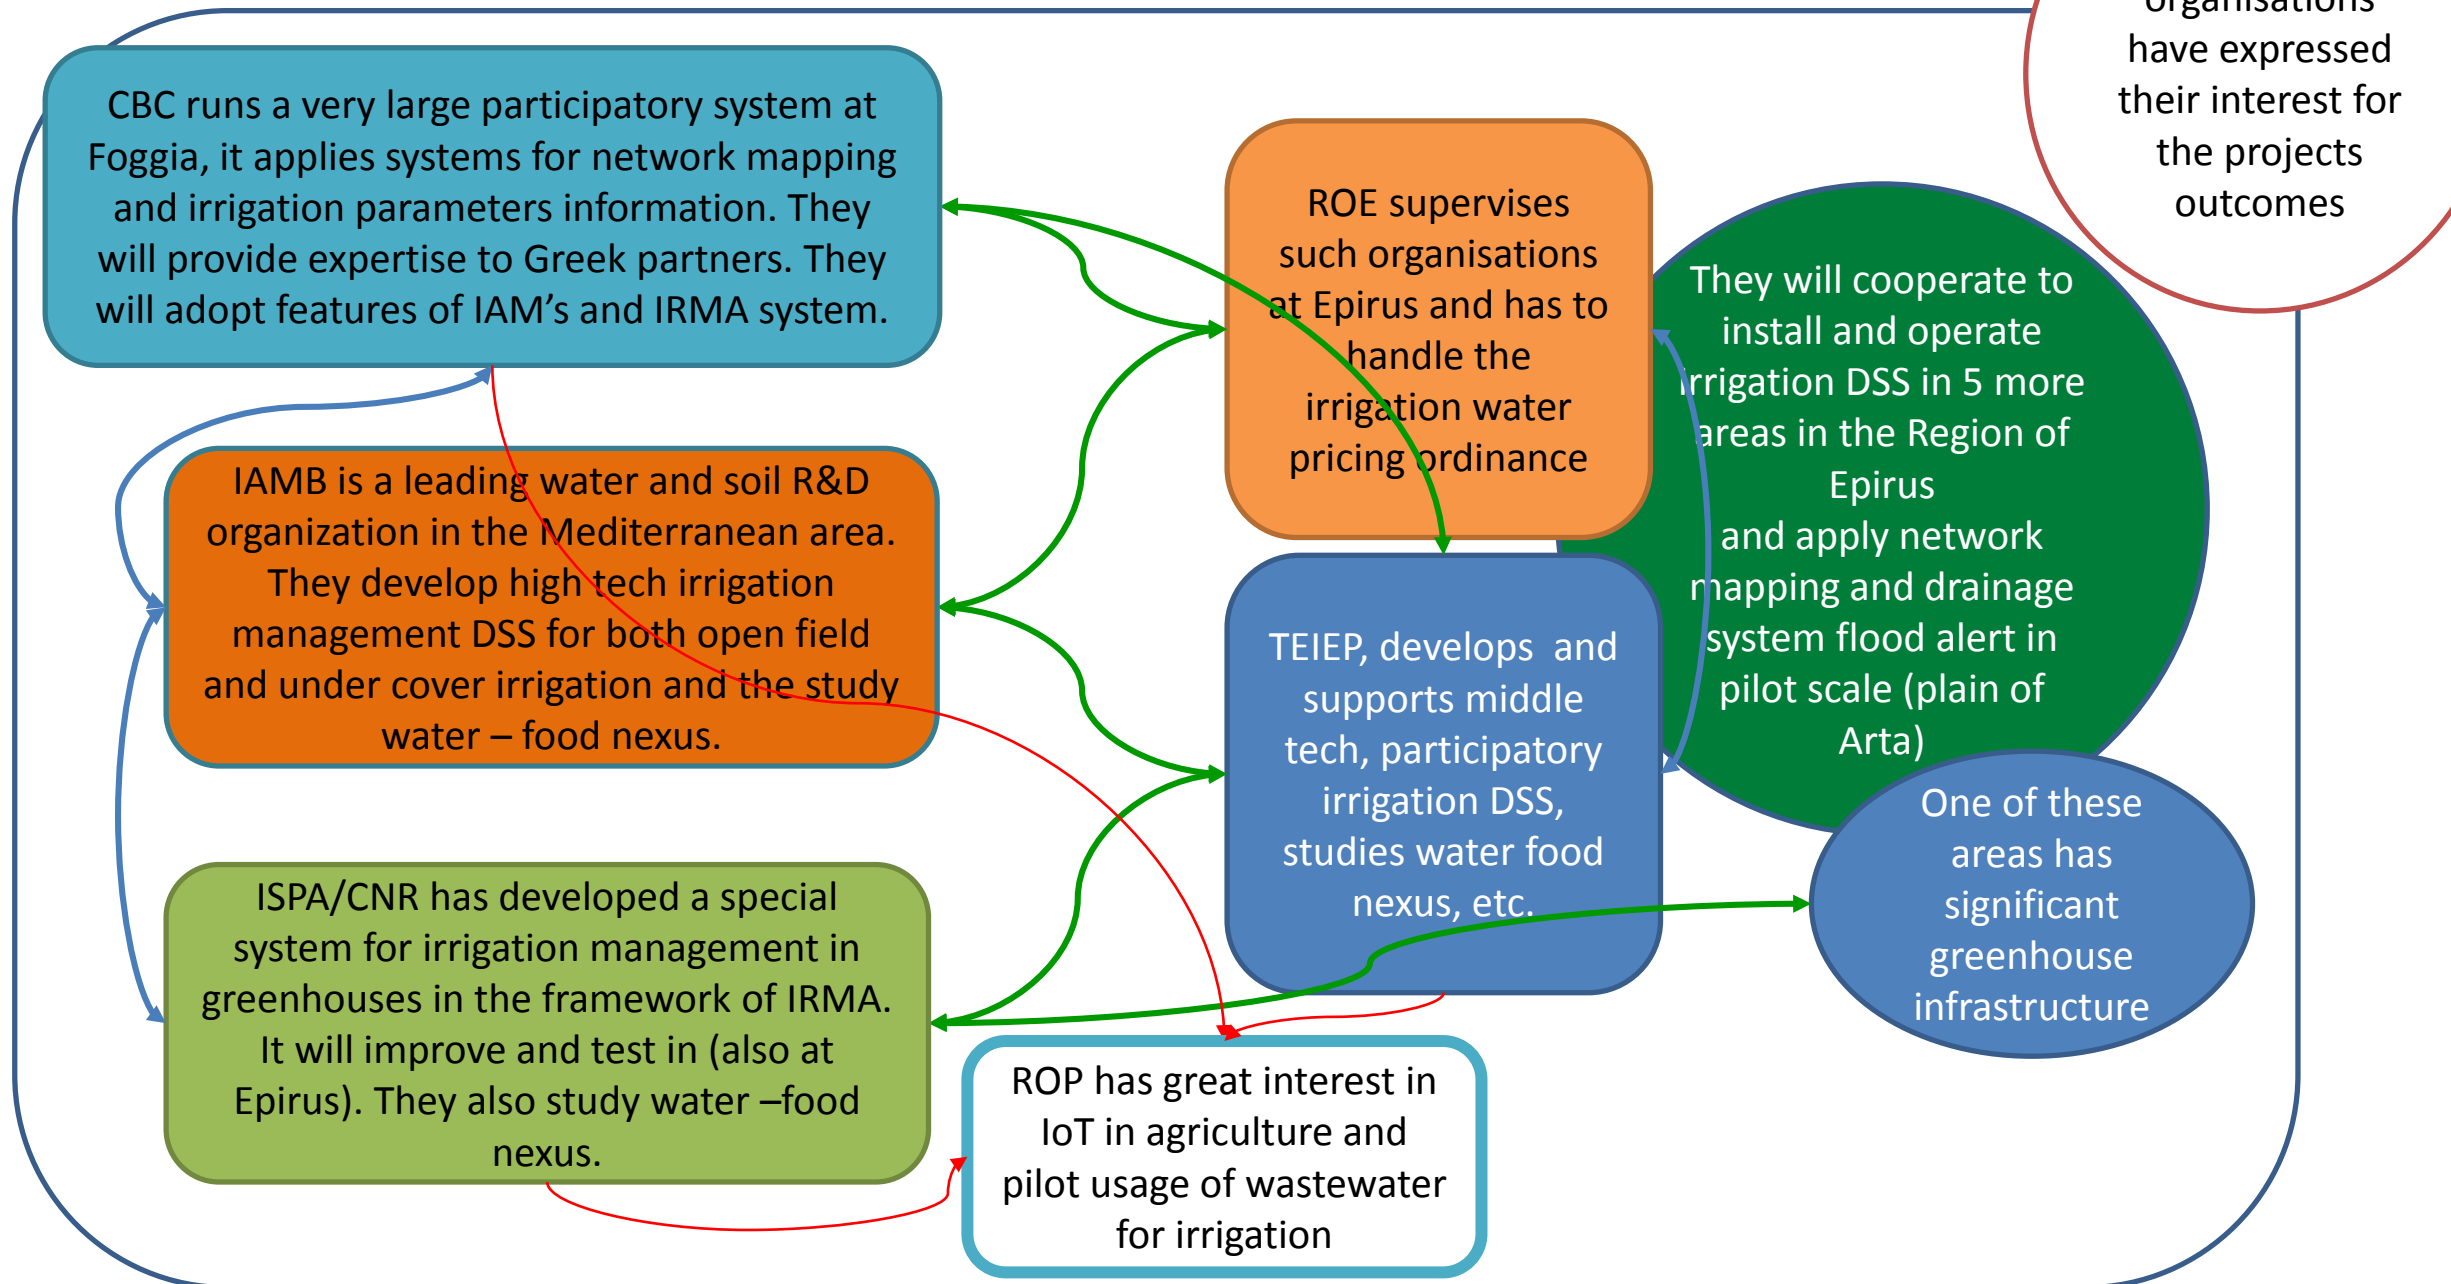 organisations
have expressed
their interest for
the projects
outcomes
CBC runs a very large participatory system at
Foggia, it applies systems for network mapping
and irrigation parameters information. They
will provide expertise to Greek partners. They
will adopt features of IAM's and IRMA system.
ROE supervises
such organisations
at Epirus and has to
handle the
irrigation water
pricing ordinance
They will cooperate to
install and operate
irrigation DSS in 5 more
areas in the Region of
Epirus
and apply network
mapping and drainage
system flood alert in
pilot scale (plain of
Arta)
IAMB is a leading water and soil R&D
organization in the Mediterranean area.
They develop high tech irrigation
management DSS for both open field
and under cover irrigation and the study
water – food nexus.
TEIEP, develops  and
supports middle
tech, participatory
irrigation DSS,
studies water food
nexus, etc.
One of these
areas has
significant
greenhouse
infrastructure
ISPA/CNR has developed a special
system for irrigation management in
greenhouses in the framework of IRMA.
It will improve and test in (also at
Epirus). They also study water –food
nexus.
ROP has great interest in
IoT in agriculture and
pilot usage of wastewater
for irrigation